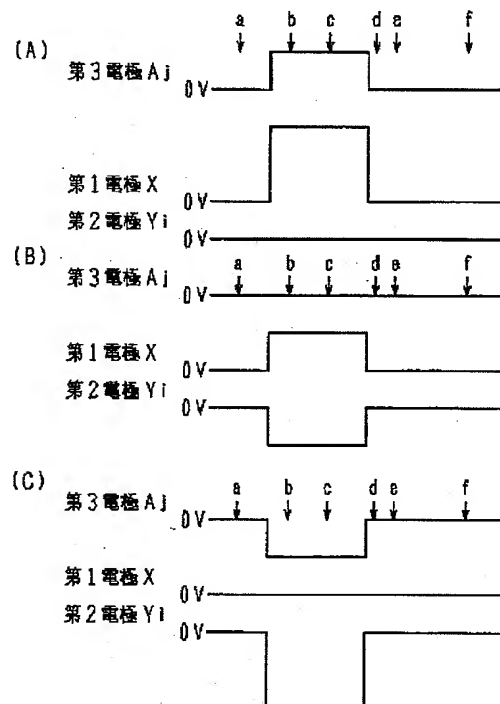 a b c d e f
(A)
第3電極Aj
0V
第1電極X
0V
第2電極Yi
0V
(B)
第3電極Aj
a b c d e f
0V
第1電極X
0V
第2電極Yi
0V
(C)
第3電極Aj
a b c d e f
0V
第1電極X
0V
第2電極Yi
0V